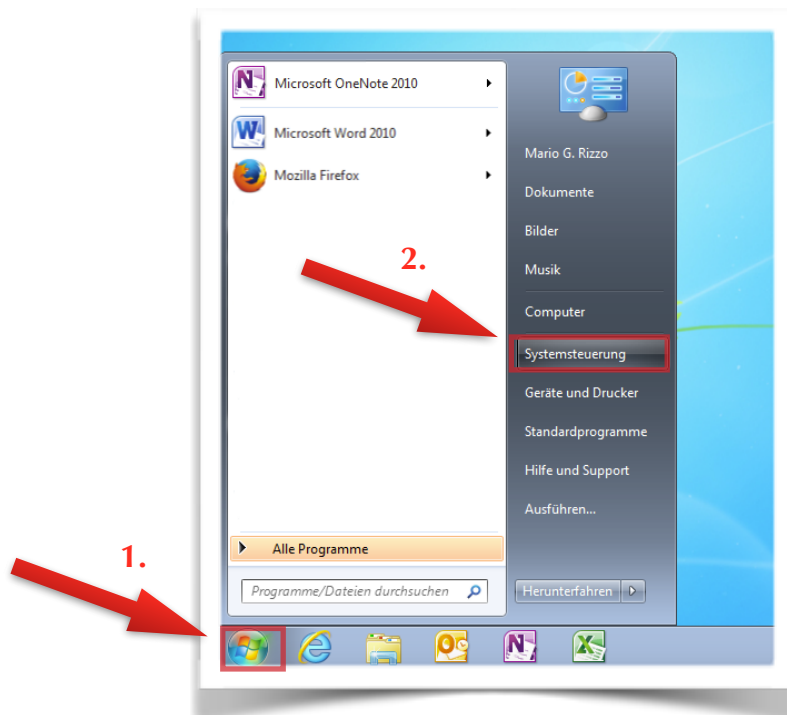 Microsoft OneNote 2010
Microsoft Word 2010
Mozilla Firefox
Mario G. Rizzo
Dokumente
Bilder
2.
Musik
Computer
Systemsteuerung
Geräte und Drucker
Standardprogramme
Hilfe und Support
Ausführen...
1.
Alle Programme
Programme/Dateien durchsuchen
Herunterfahren